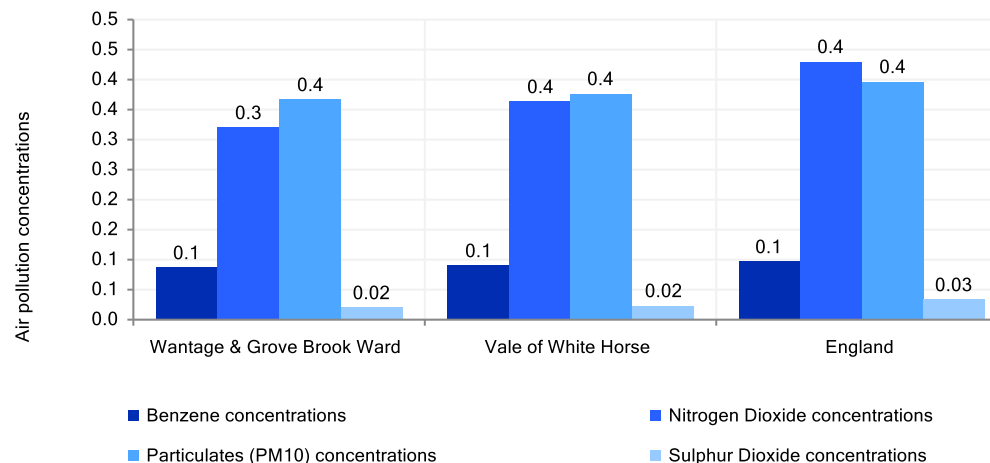 0.5
0.5
0.4
0.4
0.3
0.3
0.2
0.2
0.1
0.1
0.0
Air pollution concentrations
0.1
0.3
0.4
0.02
0.1
0.4
0.4
0.02
0.1
0.4
0.4
0.03
Wantage & Grove Brook Ward
Vale of White Horse
England
Benzene concentrations
Nitrogen Dioxide concentrations
Particulates (PM10) concentrations
Sulphur Dioxide concentrations